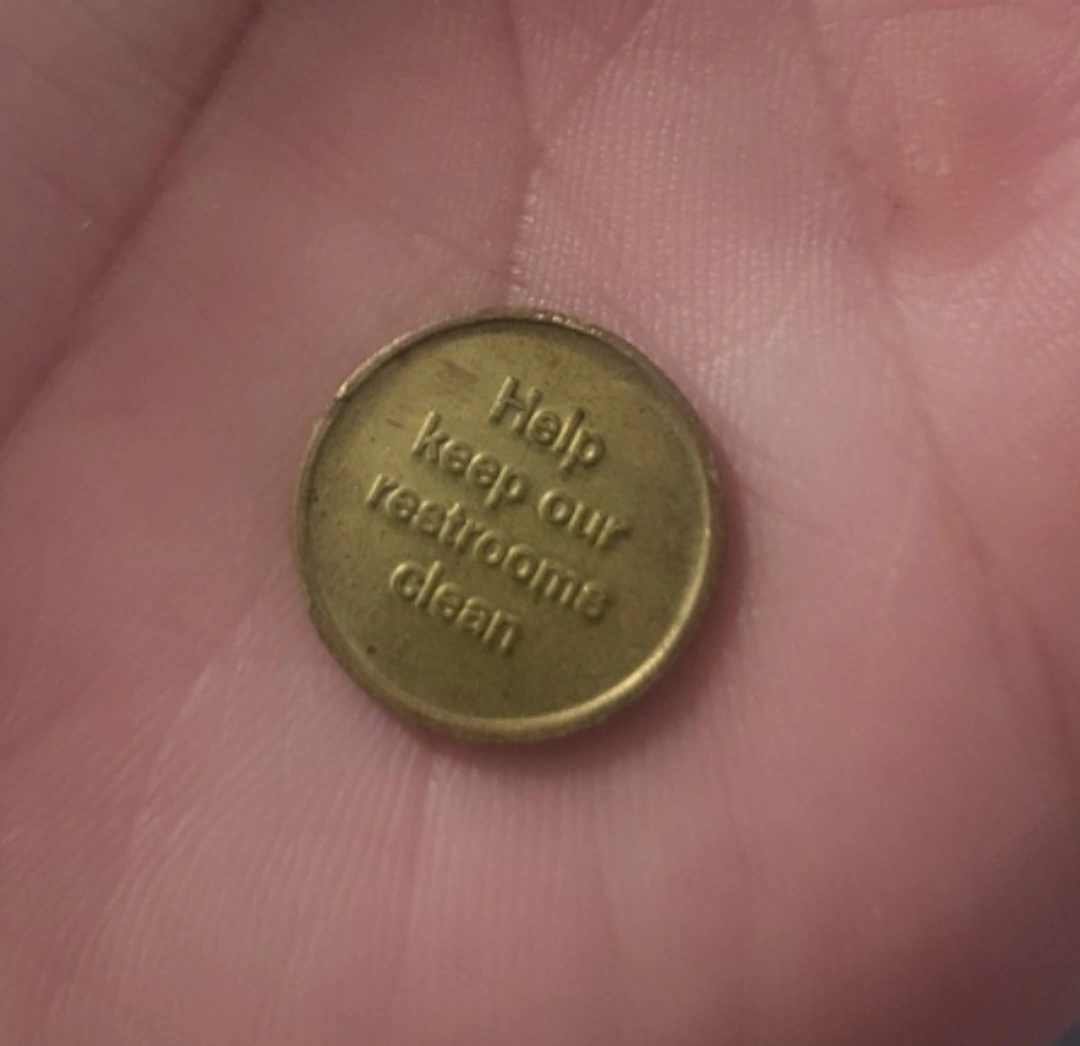 Help
keep our
restrooms
clean